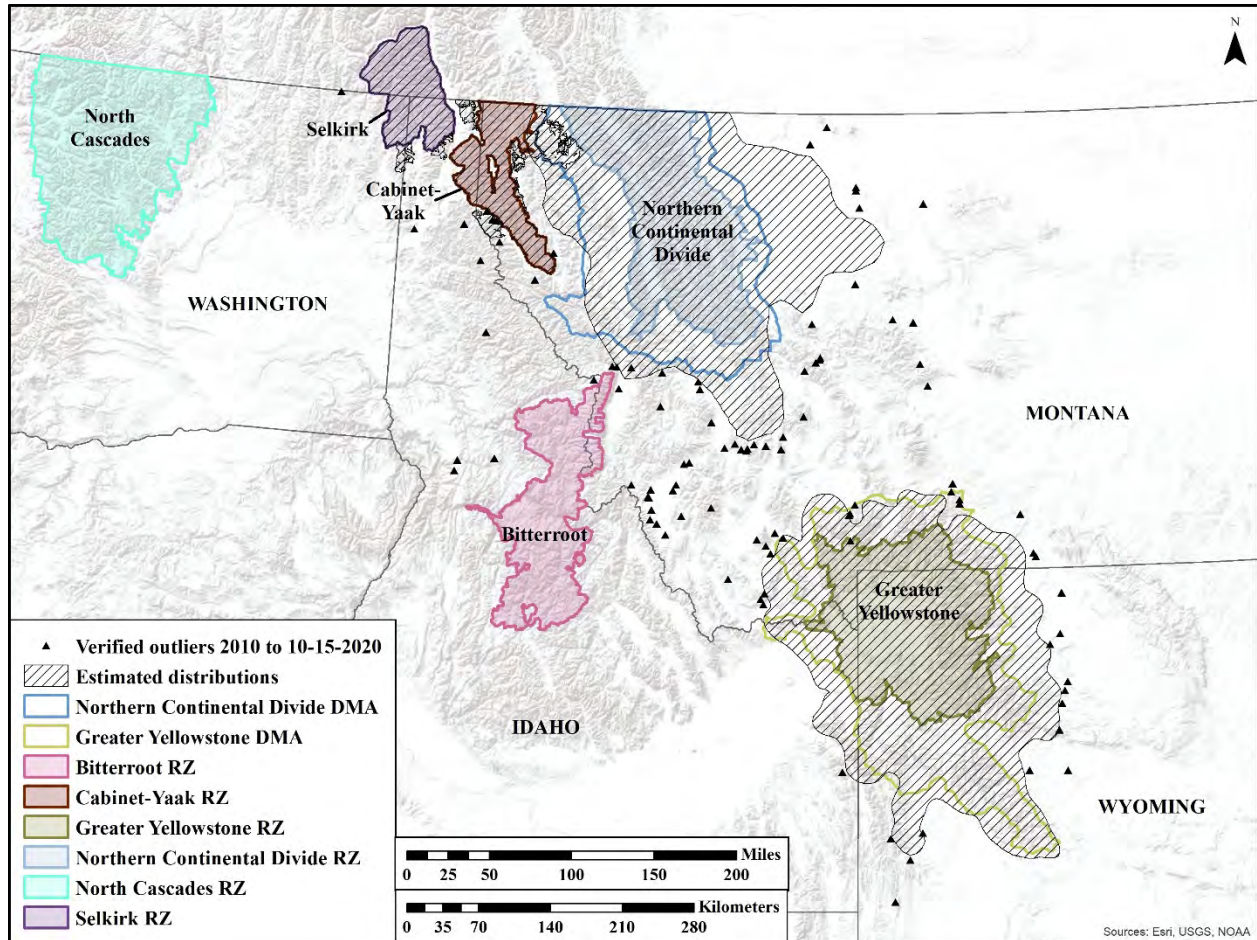 N
North
Cascades
Selkirk
Cabinet-
Yaak
Northern
Continental
Divide
WASHINGTON
MONTANA
Bitterroot
Greater
Yellowstone
IDAHO
WYOMING
Verified outliers 2010 to 10-15-2020
Estimated distributions
Northern Continental Divide DMA
Greater Yellowstone DMA
Bitterroot RZ
Cabinet-Yaak RZ
Greater Yellowstone RZ
Northern Continental Divide RZ
North Cascades RZ
Selkirk RZ
Miles
0 25 50 100 150 200
Kilometers
0 35 70 140 210 280
Sources: Esri, USGS, NOAA